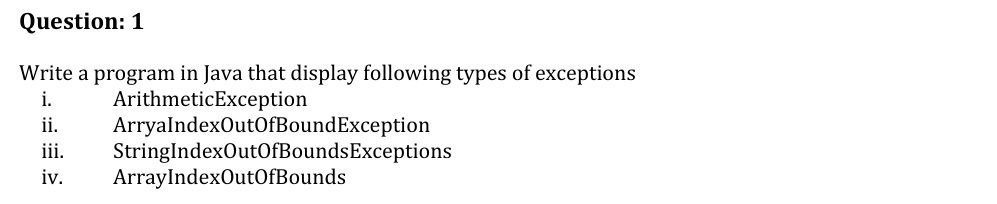 Question: 1
Write a program in Java that display following types of exceptions
i. ArithmeticException
ii. ArryaIndexOutOfBoundException
iii. StringIndexOutOfBoundsExceptions
iv. ArrayIndexOutOfBounds